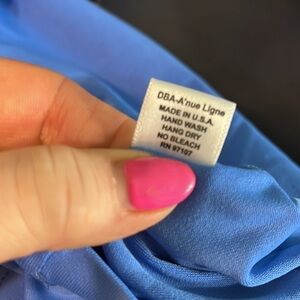 DBA-A'nue Ligne
MADE IN U.S.A.
HAND WASH
HANG DRY
NO BLEACH
RN 97107